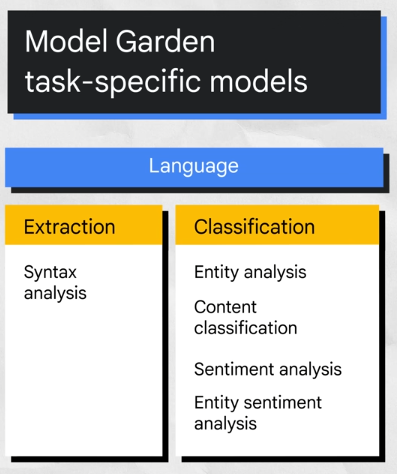 Model Garden
task-specific models
Language
Extraction
Syntax
analysis
Classification
Entity analysis
Content
classification
Sentiment analysis
Entity sentiment
analysis